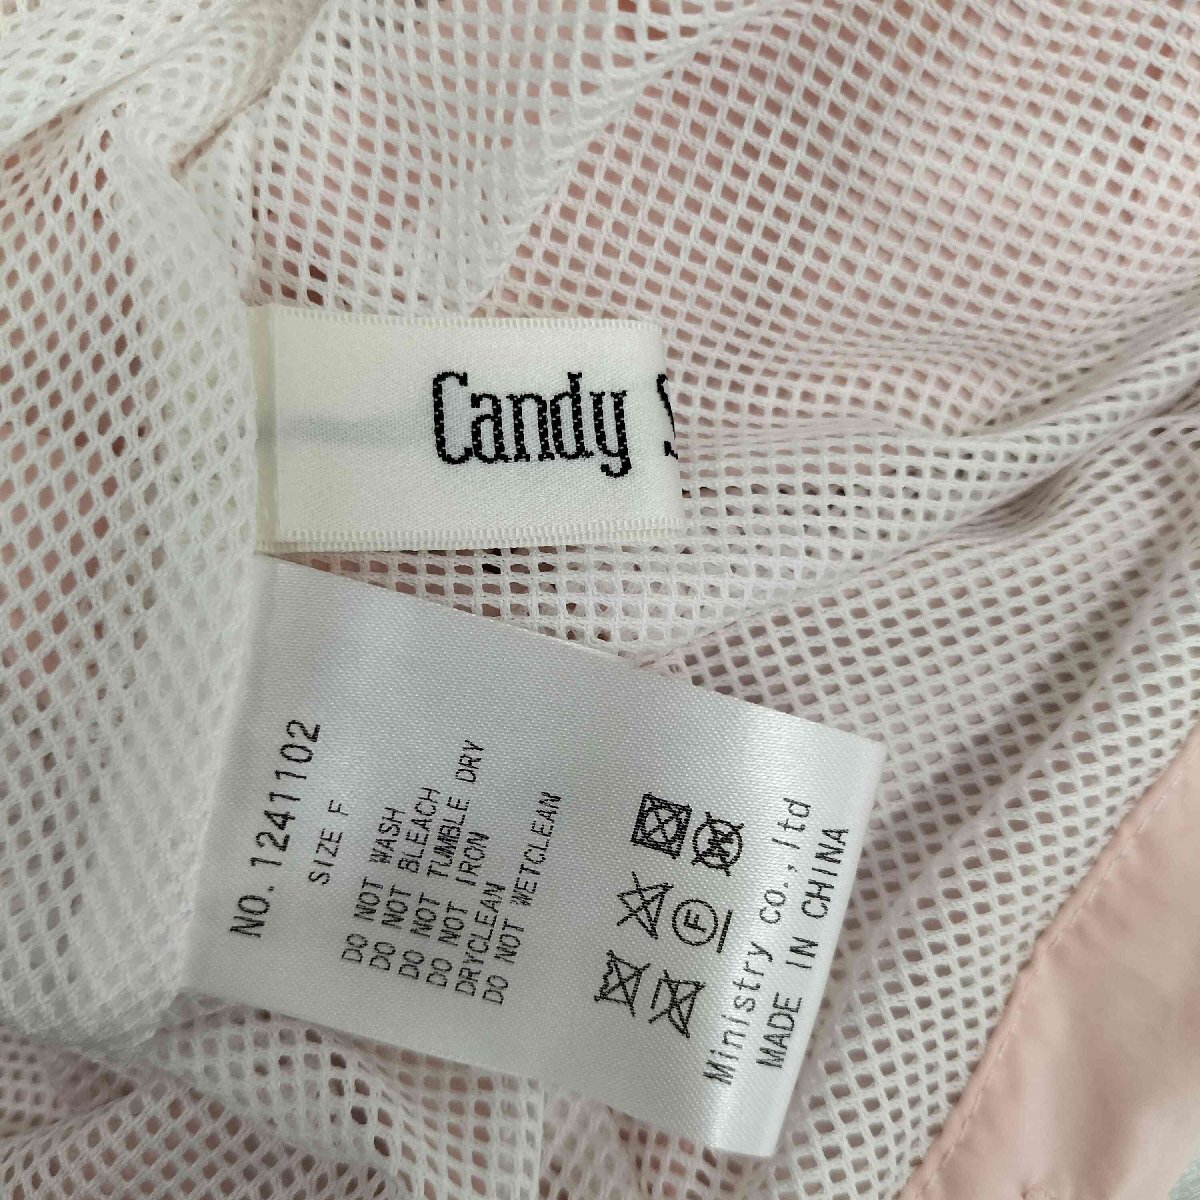 Candy
NO.1241102
SIZE F
DO NOT WASH
DO NOT BLEACH
DO NOT TUMBLE DRY
DO NOT IRON
DRYCLEAN
DO NOT WETCLEAN
F
Ministry co.,ltd
MADE IN CHINA